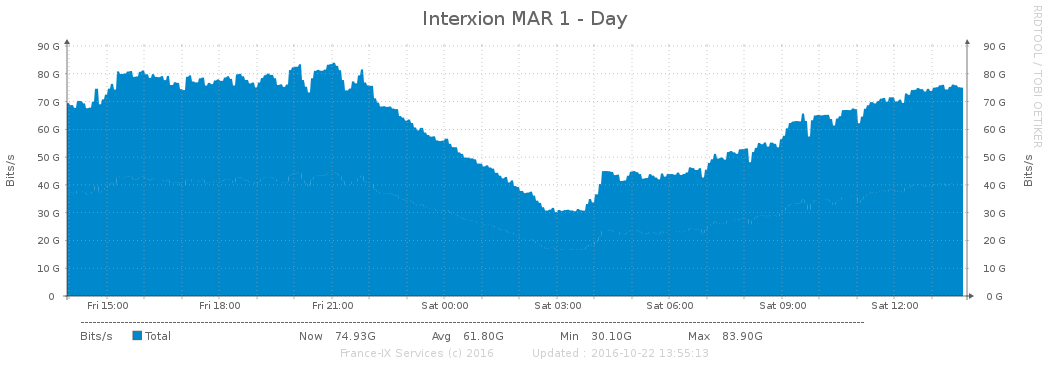 Interxion MAR 1 - Day
RRDTOOL / TOBI OETIKER
Bits/s
90 G 90 G
80 G 80 G
70 G 70 G
60 G 60 G
50 G 50 G
40 G 40 G
30 G 30 G
20 G 20 G
10 G 10 G
0 0 G
Bits/s
Fri 15:00 Fri 18:00 Fri 21:00 Sat 00:00 Sat 03:00 Sat 06:00 Sat 09:00 Sat 12:00
Bits/s Total Now 74.93G Avg 61.80G Min 30.10G Max 83.90G
France-IX Services (c) 2016 Updated : 2016-10-22 13:55:13